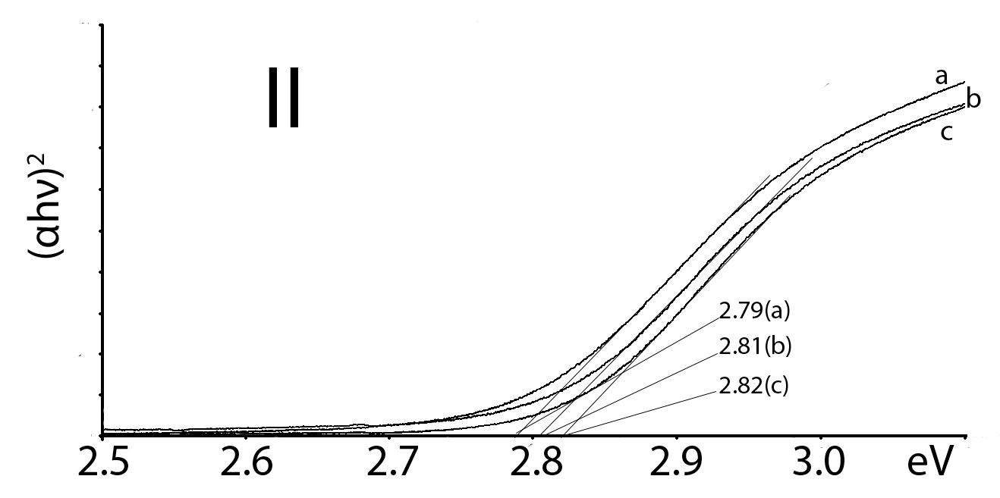 II
a
b
c
(αhν)²
2.79(a)
2.81(b)
2.82(c)
2.5 2.6 2.7 2.8 2.9 3.0 eV